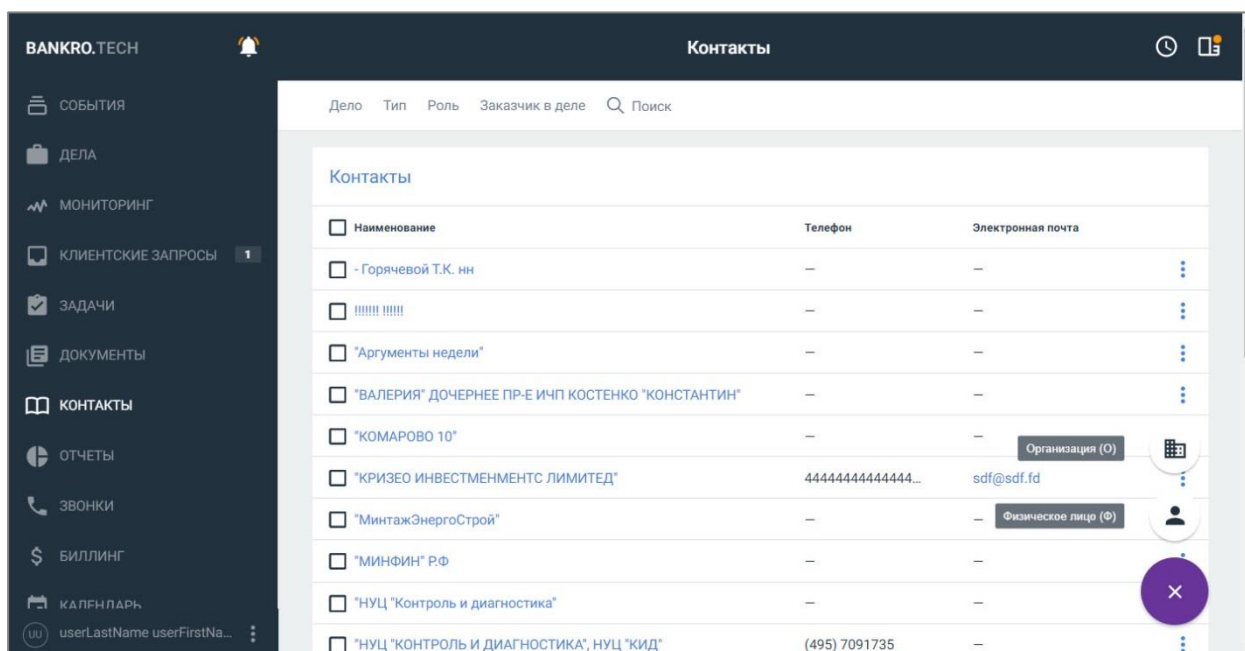 BANKRO.TECH
Контакты
СОБЫТИЯ
ДЕЛА
МОНИТОРИНГ
КЛИЕНТСКИЕ ЗАПРОСЫ 1
ЗАДАЧИ
ДОКУМЕНТЫ
КОНТАКТЫ
ОТЧЕТЫ
ЗВОНКИ
БИЛЛИНГ
КАЛЕНДАРЬ
UU userLastName userFirstNa...
Дело Тип Роль Заказчик в деле Поиск
Контакты
Наименование Телефон Электронная почта
- Горячевой Т.К. нн — —
!!!!!!! !!!!!! — —
"Аргументы недели" — —
"ВАЛЕРИЯ" ДОЧЕРНЕЕ ПР-Е ИЧП КОСТЕНКО "КОНСТАНТИН" — —
"КОМАРОВО 10" — —
Организация (О)
"КРИЗЕО ИНВЕСТМЕНМЕНТС ЛИМИТЕД" 44444444444444... sdf@sdf.fd
"МинтажЭнергоСтрой" — —
Физическое лицо (Ф)
"МИНФИН" Р.Ф — —
"НУЦ "Контроль и диагностика" — —
"НУЦ "КОНТРОЛЬ И ДИАГНОСТИКА", НУЦ "КИД" (495) 7091735 —